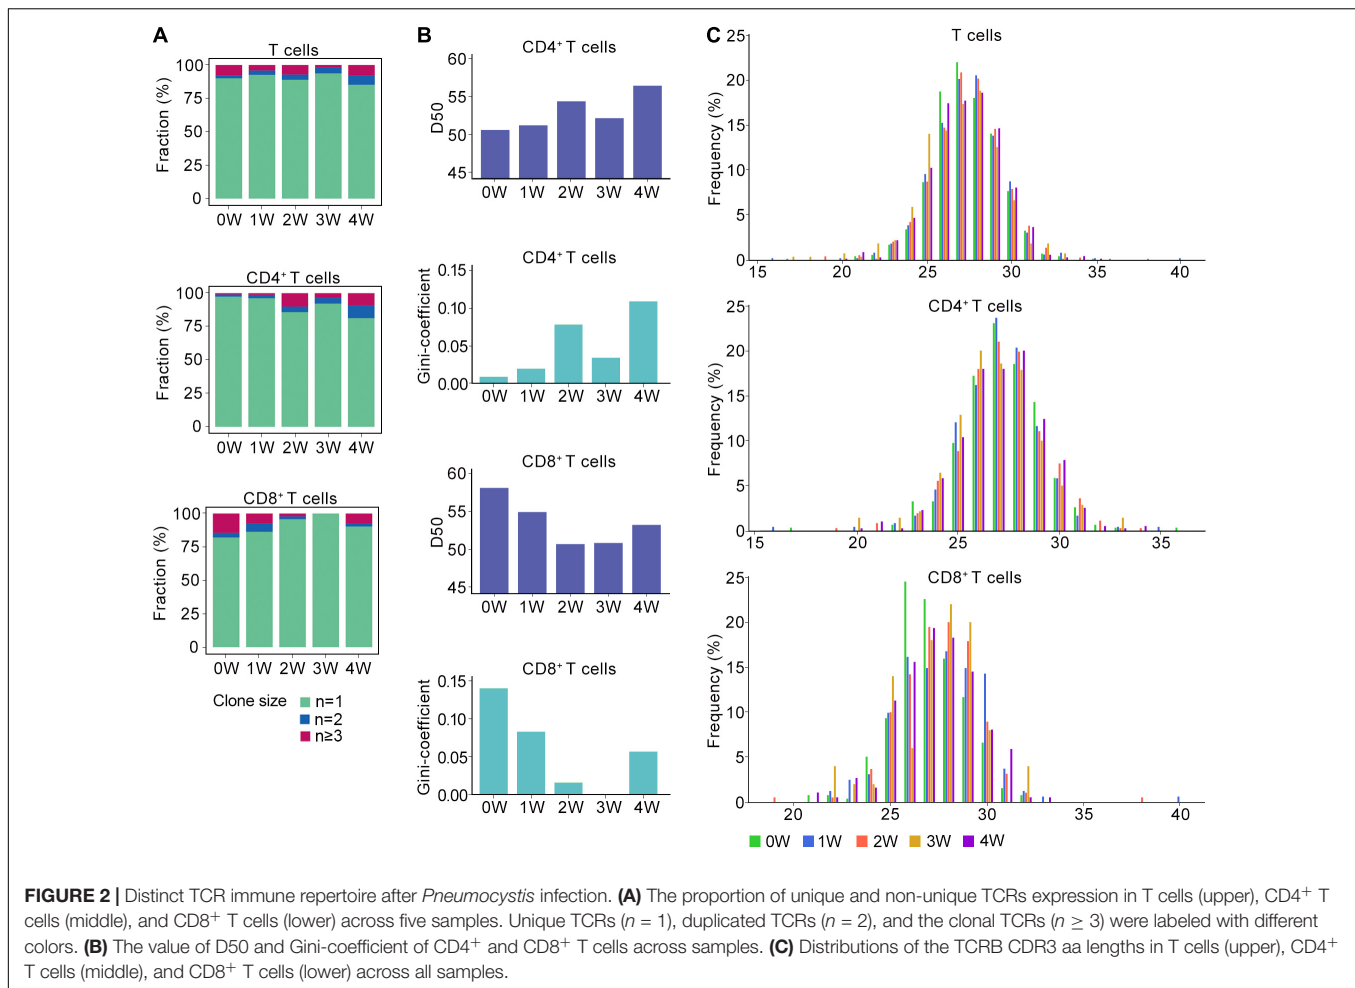 A
T cells
Fraction (%)
100
75
50
25
0
0W 1W 2W 3W 4W
CD4+ T cells
Fraction (%)
100
75
50
25
0
0W 1W 2W 3W 4W
CD8+ T cells
Fraction (%)
100
75
50
25
0
0W 1W 2W 3W 4W
Clone size
n=1
n=2
n≥3
B
CD4+ T cells
D50
60
55
50
45
0W 1W 2W 3W 4W
CD4+ T cells
Gini-coefficient
0.15
0.10
0.05
0.00
0W 1W 2W 3W 4W
CD8+ T cells
D50
60
55
50
45
0W 1W 2W 3W 4W
CD8+ T cells
Gini-coefficient
0.15
0.10
0.05
0.00
0W 1W 2W 3W 4W
C
T cells
Frequency (%)
25
20
15
10
5
0
15 20 25 30 35 40
CD4+ T cells
Frequency (%)
25
20
15
10
5
0
15 20 25 30 35
CD8+ T cells
Frequency (%)
25
20
15
10
5
0
20 25 30 35 40
0W 1W 2W 3W 4W
FIGURE 2 | Distinct TCR immune repertoire after Pneumocystis infection. (A) The proportion of unique and non-unique TCRs expression in T cells (upper), CD4+ T
cells (middle), and CD8+ T cells (lower) across five samples. Unique TCRs (n = 1), duplicated TCRs (n = 2), and the clonal TCRs (n ≥ 3) were labeled with different
colors. (B) The value of D50 and Gini-coefficient of CD4+ and CD8+ T cells across samples. (C) Distributions of the TCRB CDR3 aa lengths in T cells (upper), CD4+
T cells (middle), and CD8+ T cells (lower) across all samples.